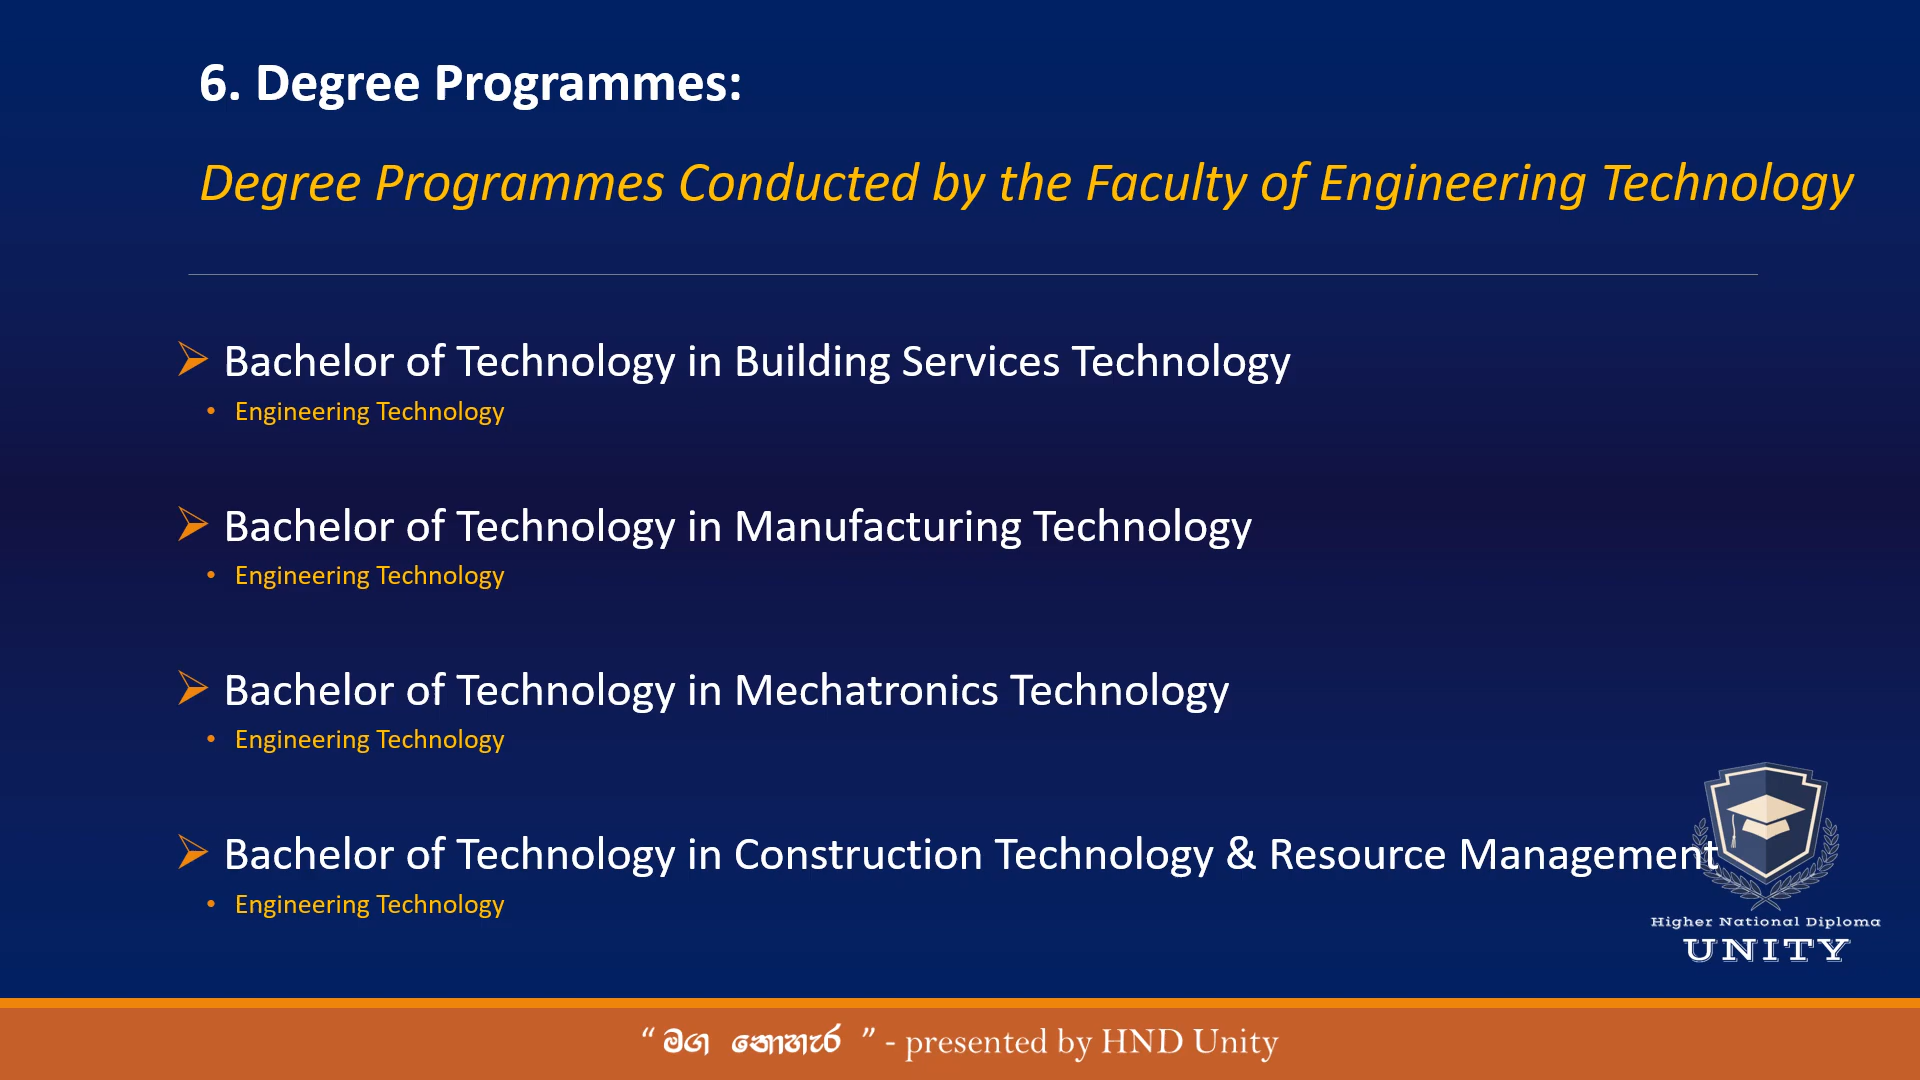 6. Degree Programmes:
Degree Programmes Conducted by the Faculty of Engineering Technology
➢ Bachelor of Technology in Building Services Technology
• Engineering Technology
➢ Bachelor of Technology in Manufacturing Technology
• Engineering Technology
➢ Bachelor of Technology in Mechatronics Technology
• Engineering Technology
➢ Bachelor of Technology in Construction Technology & Resource Management
• Engineering Technology
Higher National Diploma
UNITY
“ මග නොහැර ” - presented by HND Unity